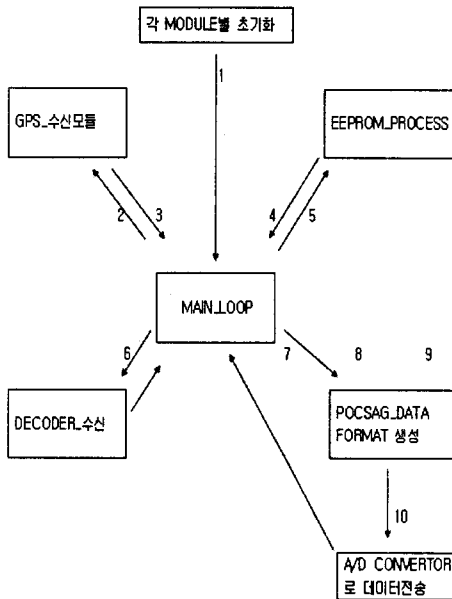 각 MODULE별 초기화
1
GPS_수신모듈
EEPROM_PROCESS
2
3
4
5
MAIN_LOOP
6
7
8
9
DECODER_수신
POCSAG_DATA
FORMAT 생성
10
A/D CONVERTOR
로 데이터전송